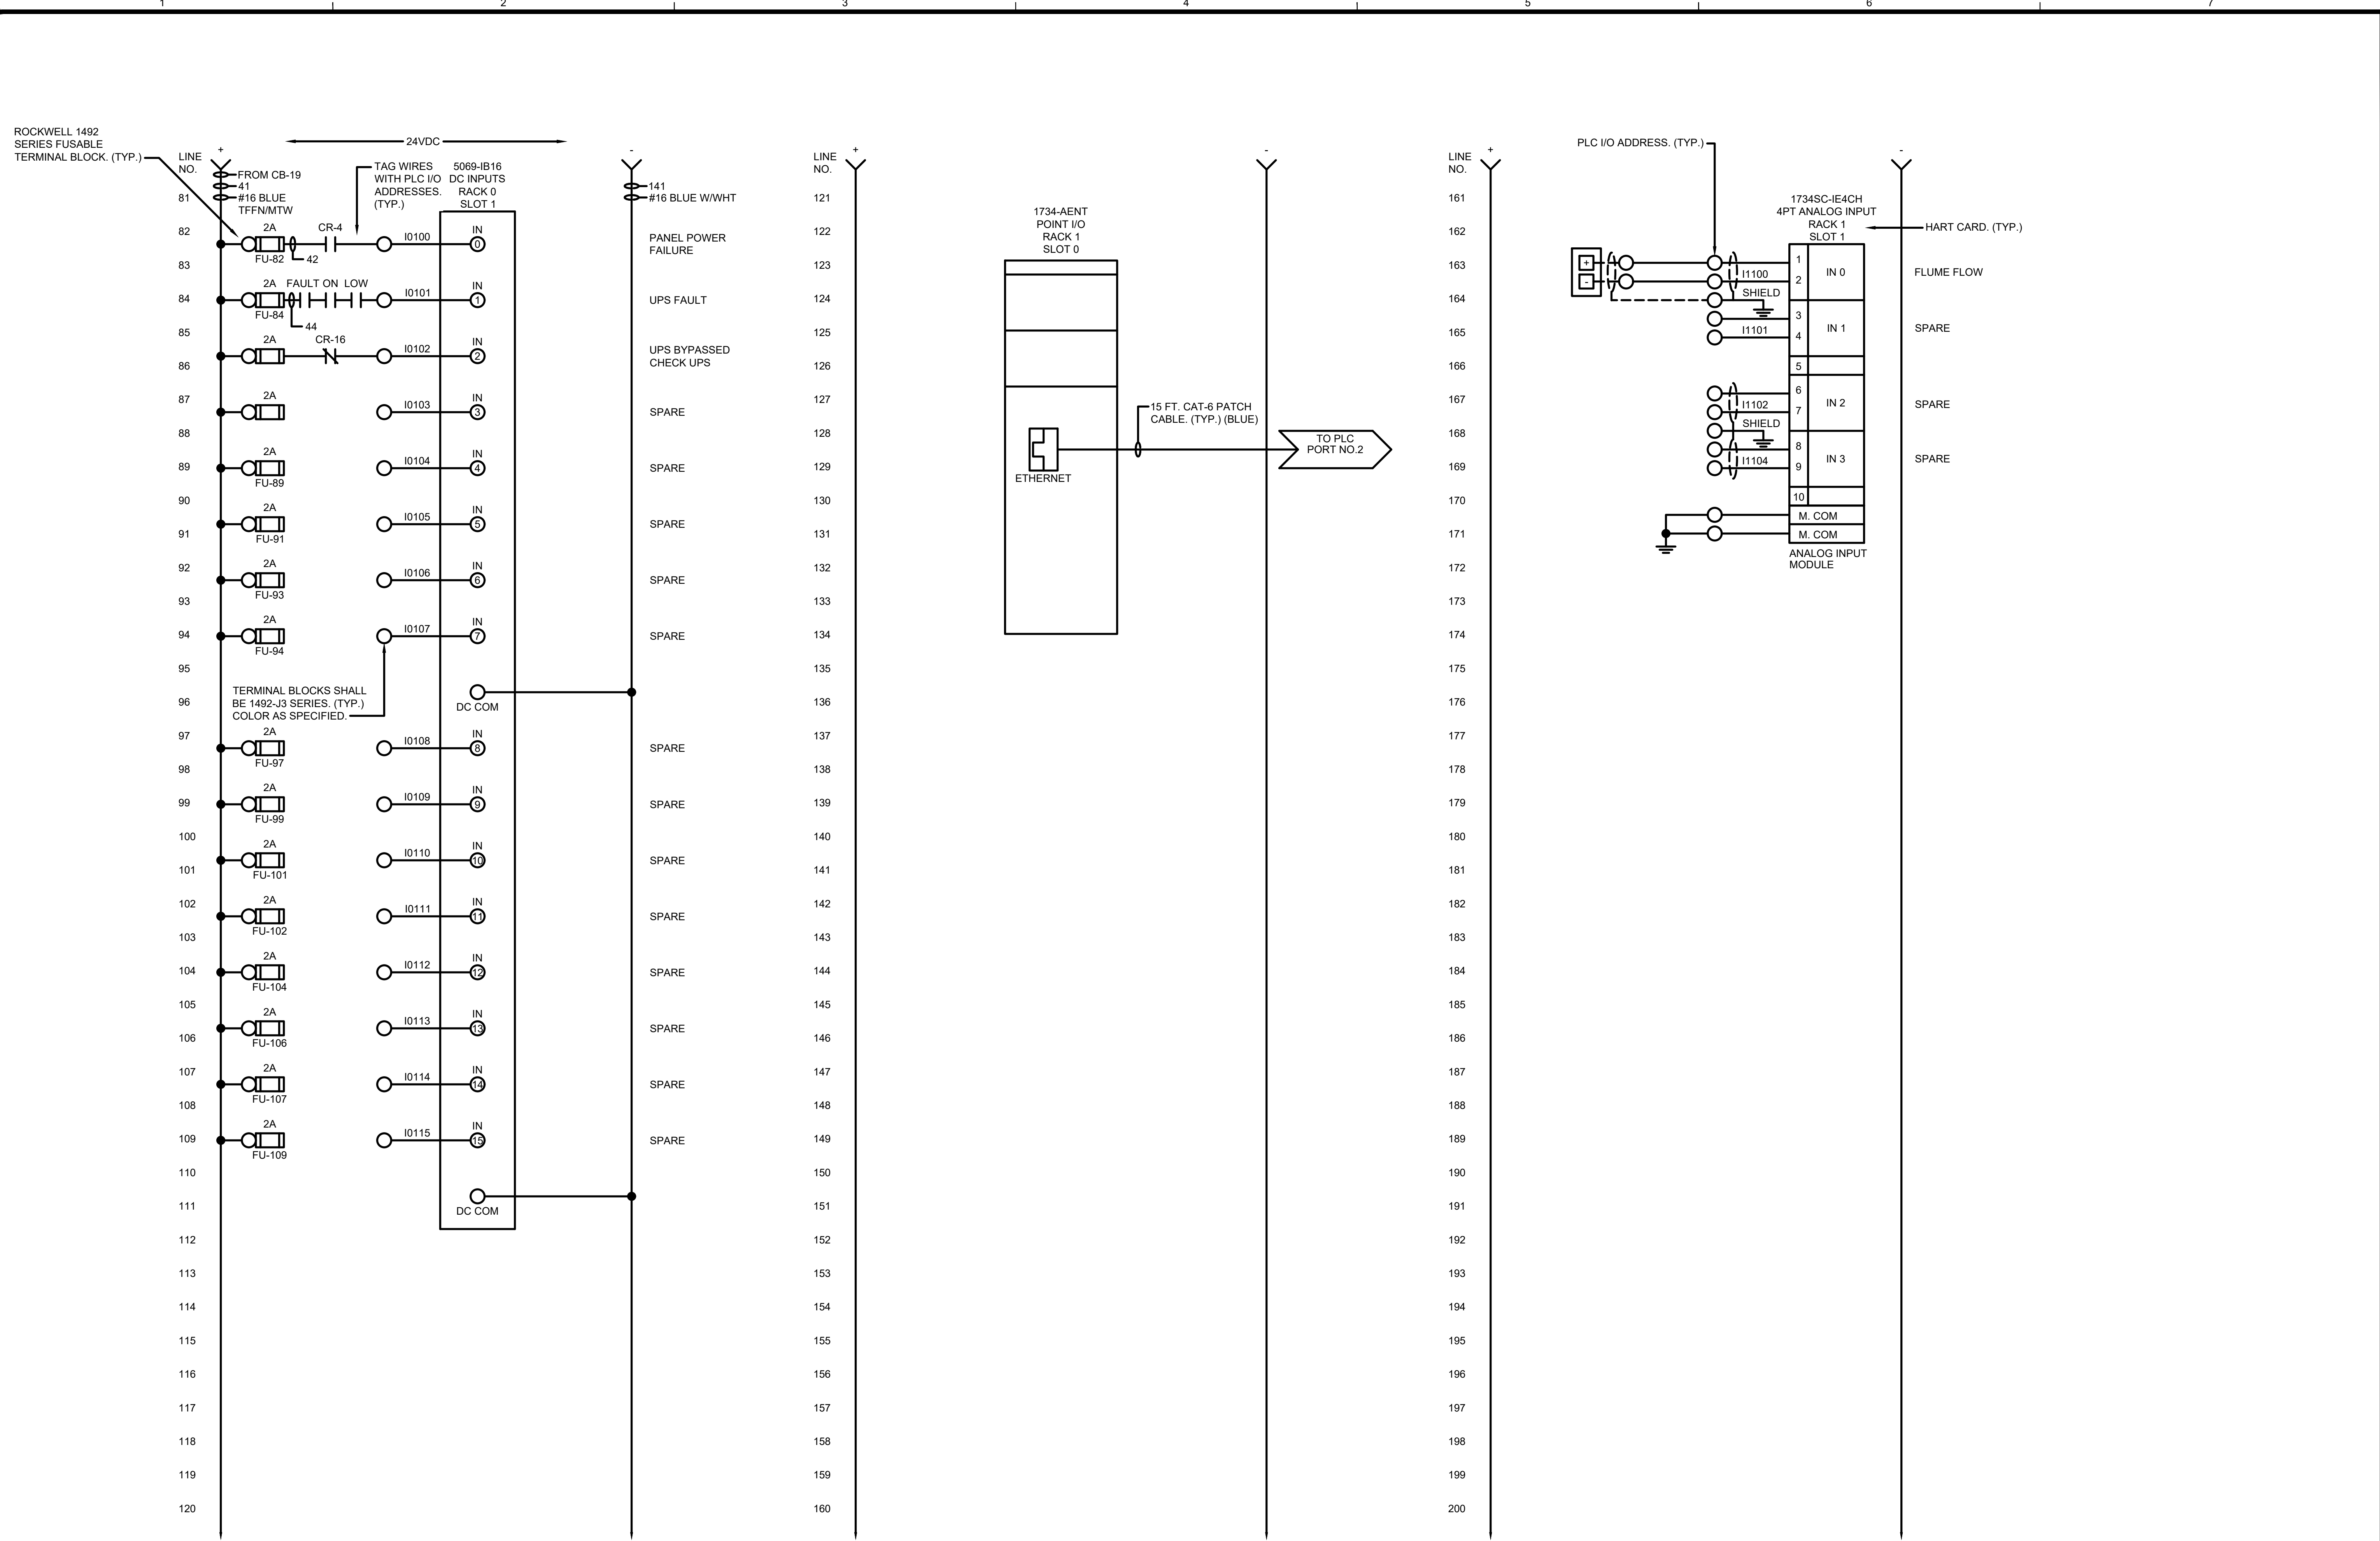 1
2
3
4
5
6
7
ROCKWELL 1492
SERIES FUSABLE
TERMINAL BLOCK. (TYP.)
LINE
NO.
+
24VDC
-
FROM CB-19
41
#16 BLUE
TFFN/MTW
TAG WIRES
WITH PLC I/O
ADDRESSES.
(TYP.)
5069-IB16
DC INPUTS
RACK 0
SLOT 1
141
#16 BLUE W/WHT
81
82
2A
CR-4
I0100
IN
0
PANEL POWER
FAILURE
FU-82
42
83
84
2A
FAULT ON LOW
I0101
IN
1
UPS FAULT
FU-84
44
85
2A
CR-16
I0102
IN
2
UPS BYPASSED
CHECK UPS
86
87
2A
I0103
IN
3
SPARE
88
2A
I0104
IN
4
SPARE
89
FU-89
90
2A
I0105
IN
5
SPARE
91
FU-91
92
2A
I0106
IN
6
SPARE
FU-93
93
2A
I0107
IN
7
SPARE
94
FU-94
95
TERMINAL BLOCKS SHALL
BE 1492-J3 SERIES. (TYP.)
COLOR AS SPECIFIED.
96
DC COM
97
2A
I0108
IN
8
SPARE
FU-97
98
2A
I0109
IN
9
SPARE
99
FU-99
100
2A
I0110
IN
10
SPARE
101
FU-101
102
2A
I0111
IN
11
SPARE
FU-102
103
2A
I0112
IN
12
SPARE
104
FU-104
105
2A
I0113
IN
13
SPARE
106
FU-106
107
2A
I0114
IN
14
SPARE
FU-107
108
2A
I0115
IN
15
SPARE
109
FU-109
110
111
DC COM
112
113
114
115
116
117
118
119
120
LINE
NO.
+
-
121
122
123
124
125
126
127
128
129
130
131
132
133
134
135
136
137
138
139
140
141
142
143
144
145
146
147
148
149
150
151
152
153
154
155
156
157
158
159
160
1734-AENT
POINT I/O
RACK 1
SLOT 0
15 FT. CAT-6 PATCH
CABLE. (TYP.) (BLUE)
TO PLC
PORT NO.2
ETHERNET
LINE
NO.
+
-
161
162
163
164
165
166
167
168
169
170
171
172
173
174
175
176
177
178
179
180
181
182
183
184
185
186
187
188
189
190
191
192
193
194
195
196
197
198
199
200
PLC I/O ADDRESS. (TYP.)
1734SC-IE4CH
4PT ANALOG INPUT
RACK 1
SLOT 1
HART CARD. (TYP.)
+
-
1
I1100
2
IN 0
FLUME FLOW
SHIELD
3
I1101
4
IN 1
SPARE
5
6
I1102
7
IN 2
SPARE
SHIELD
8
I1104
9
IN 3
SPARE
10
M. COM
M. COM
ANALOG INPUT
MODULE